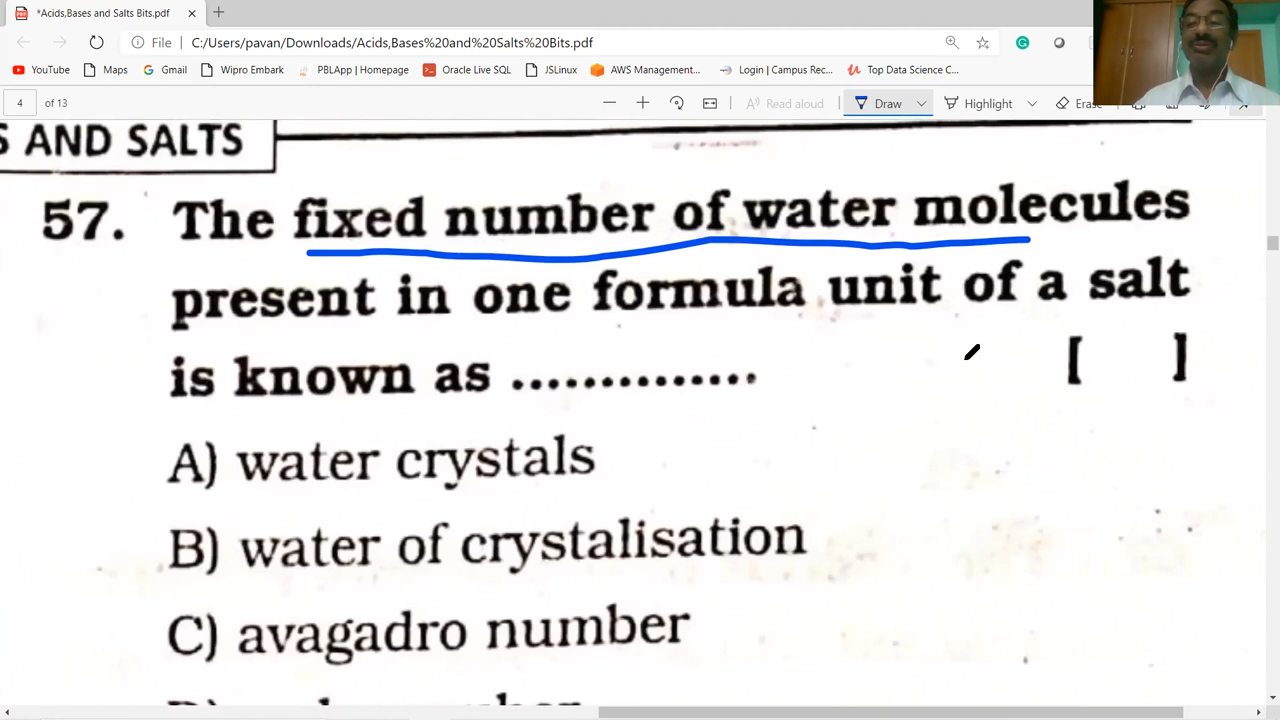 *Acids,Bases and Salts Bits.pdf
File C:/Users/pavan/Downloads/Acids,Bases%20and%20Salts%20Bits.pdf
YouTube Maps Gmail Wipro Embark PBLApp | Homepage Oracle Live SQL JSLinux AWS Management... Login | Campus Rec... Top Data Science C...
4 of 13 Read aloud Draw Highlight Erase
S AND SALTS
57. The fixed number of water molecules
present in one formula unit of a salt
is known as .............. [ ]
A) water crystals
B) water of crystalisation
C) avagadro number